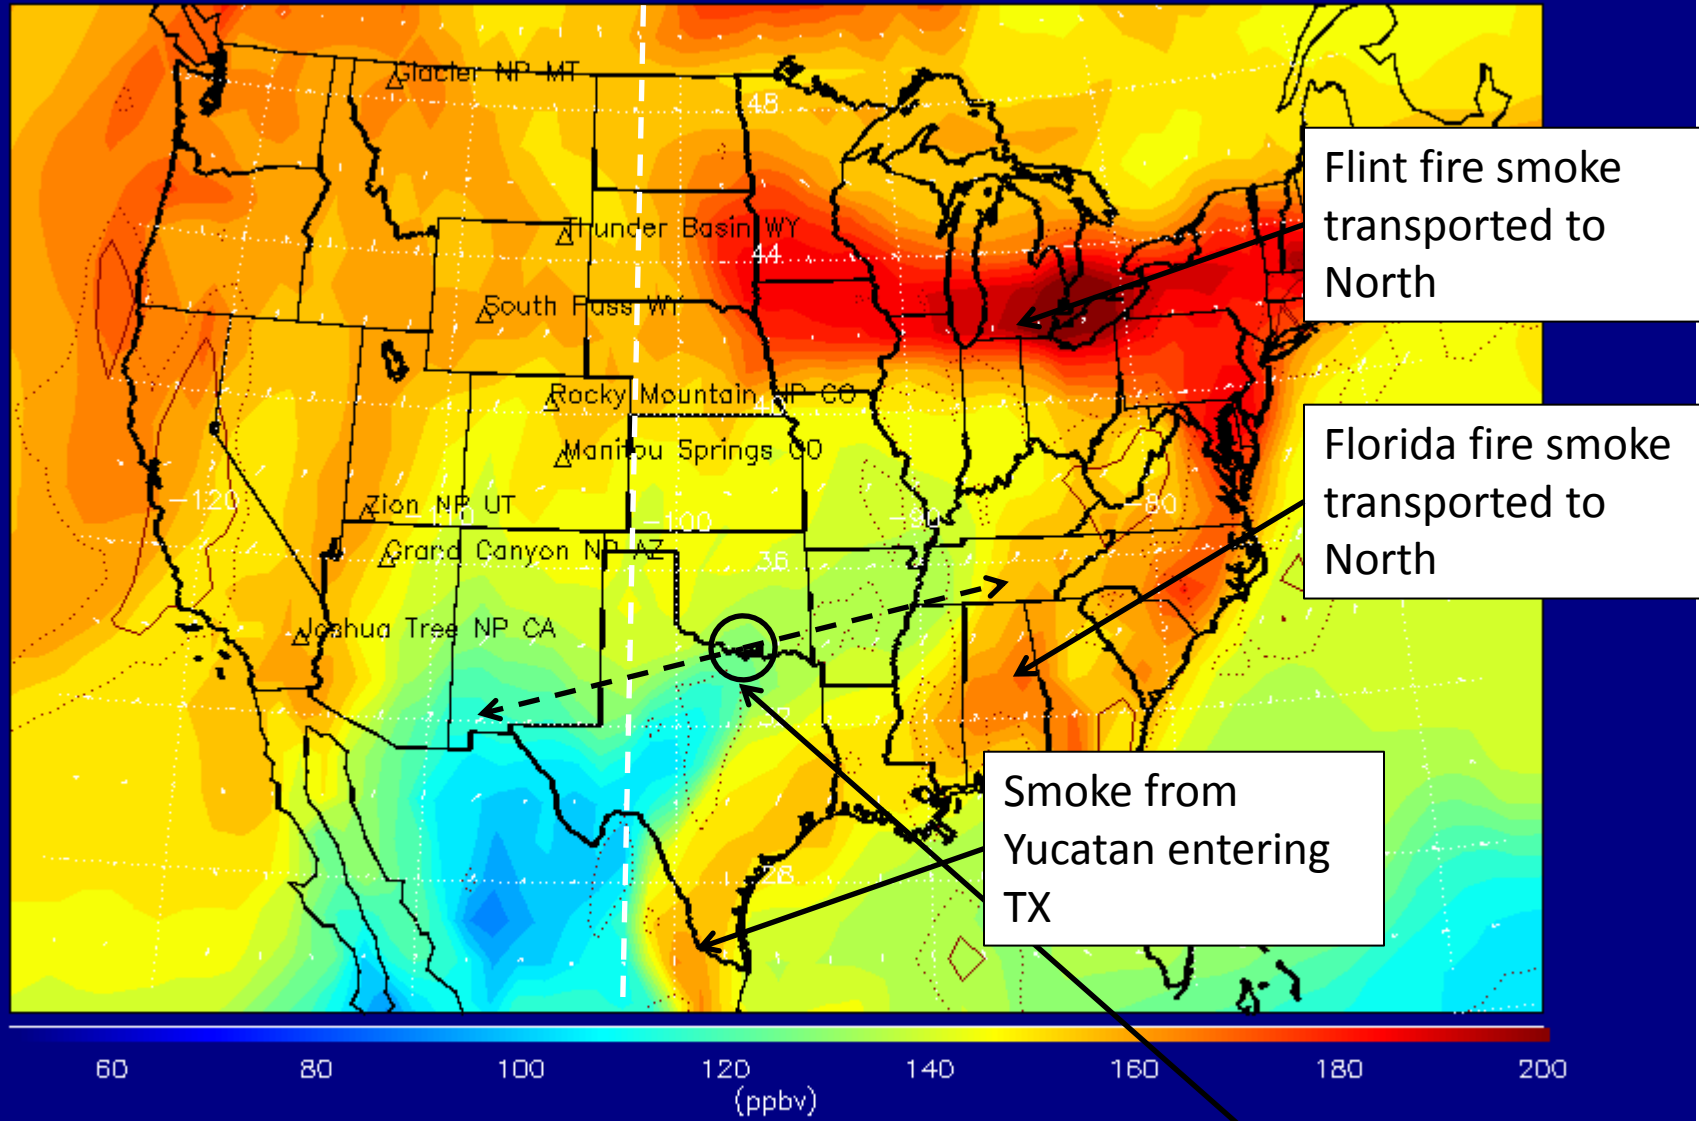 Glacier NP MT
48
Flint fire smoke
transported to
North
Thunder Basin WY
44
South Pass WY
Rocky Mountain NP CO
40
Manitou Springs CO
Florida fire smoke
transported to
North
-120
Zion NP UT
-110
-100
-90
-80
Grand Canyon NP AZ
36
Joshua Tree NP CA
32
Smoke from
Yucatan entering
TX
28
60 80 100 120 140 160 180 200
(ppbv)